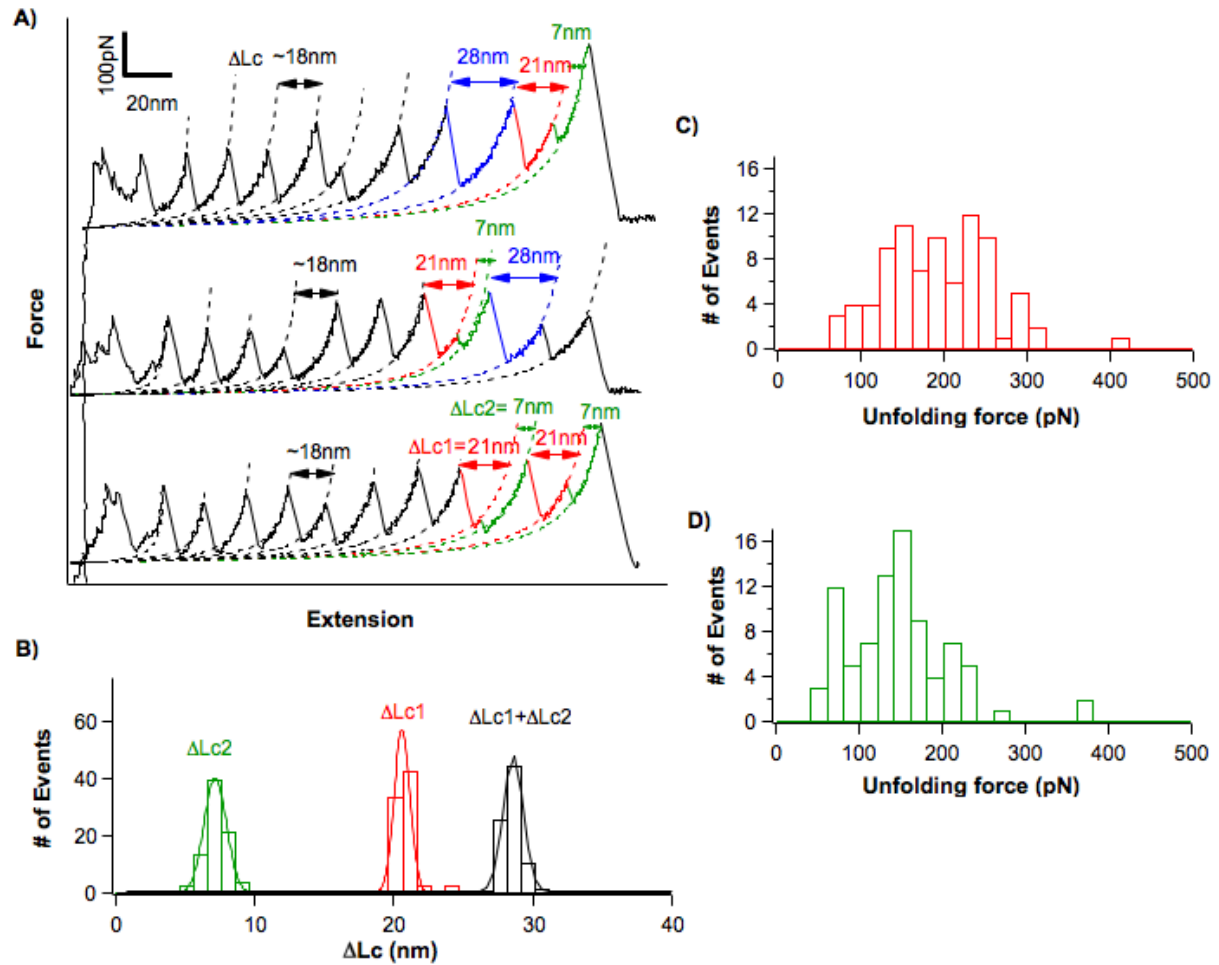 A)
100pN
20nm
ΔLc ~18nm
28nm
21nm
7nm
~18nm
21nm
7nm
28nm
~18nm
ΔLc1=21nm
ΔLc2= 7nm
21nm
7nm
Force
Extension
B)
# of Events
60
40
20
0
ΔLc2
ΔLc1
ΔLc1+ΔLc2
0 10 20 30 40
ΔLc (nm)
C)
# of Events
16
12
8
4
0
0 100 200 300 400 500
Unfolding force (pN)
D)
# of Events
16
12
8
4
0
0 100 200 300 400 500
Unfolding force (pN)